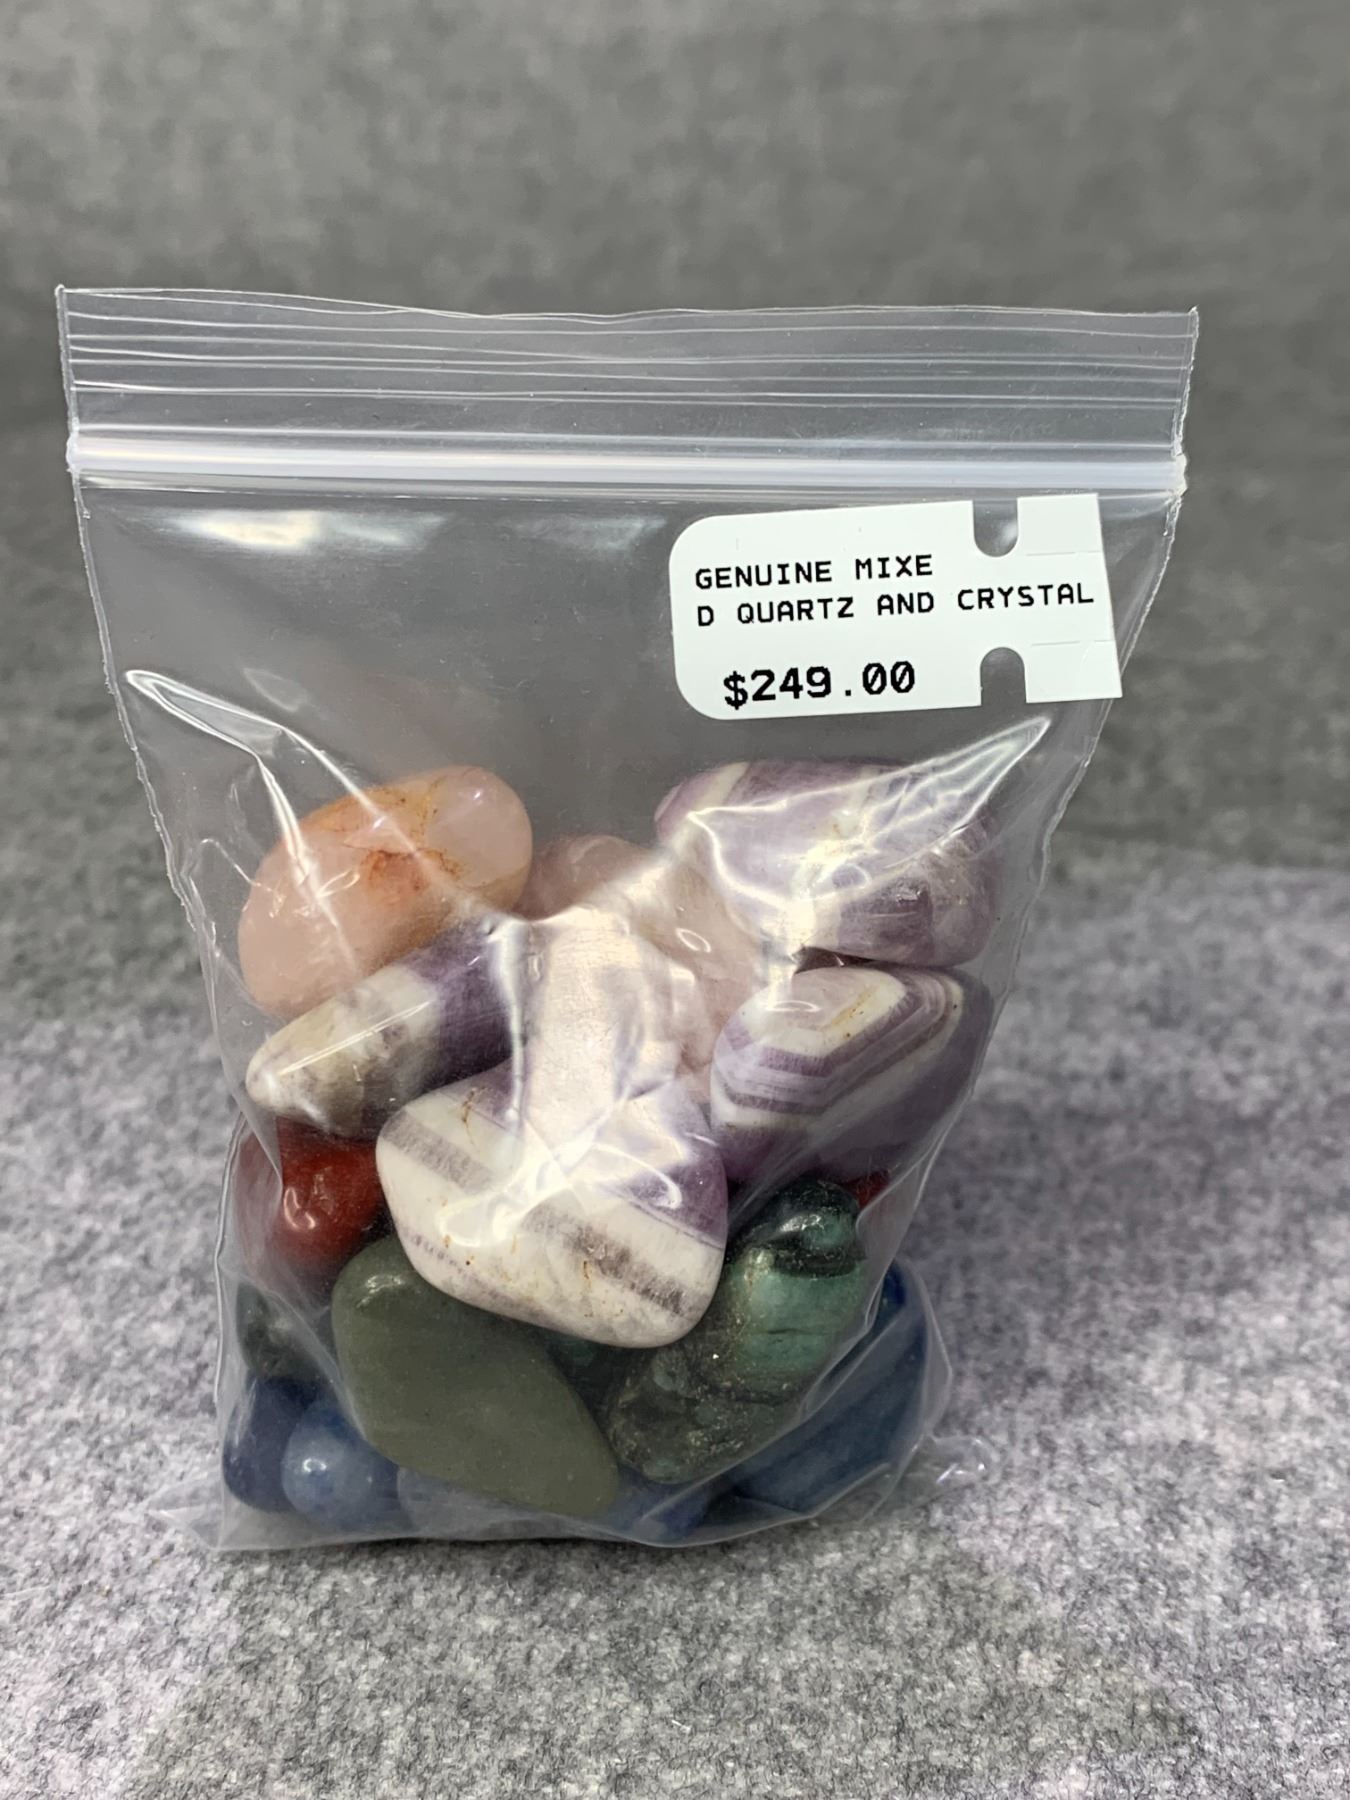 GENUINE MIXE
D QUARTZ AND CRYSTAL
$249.00